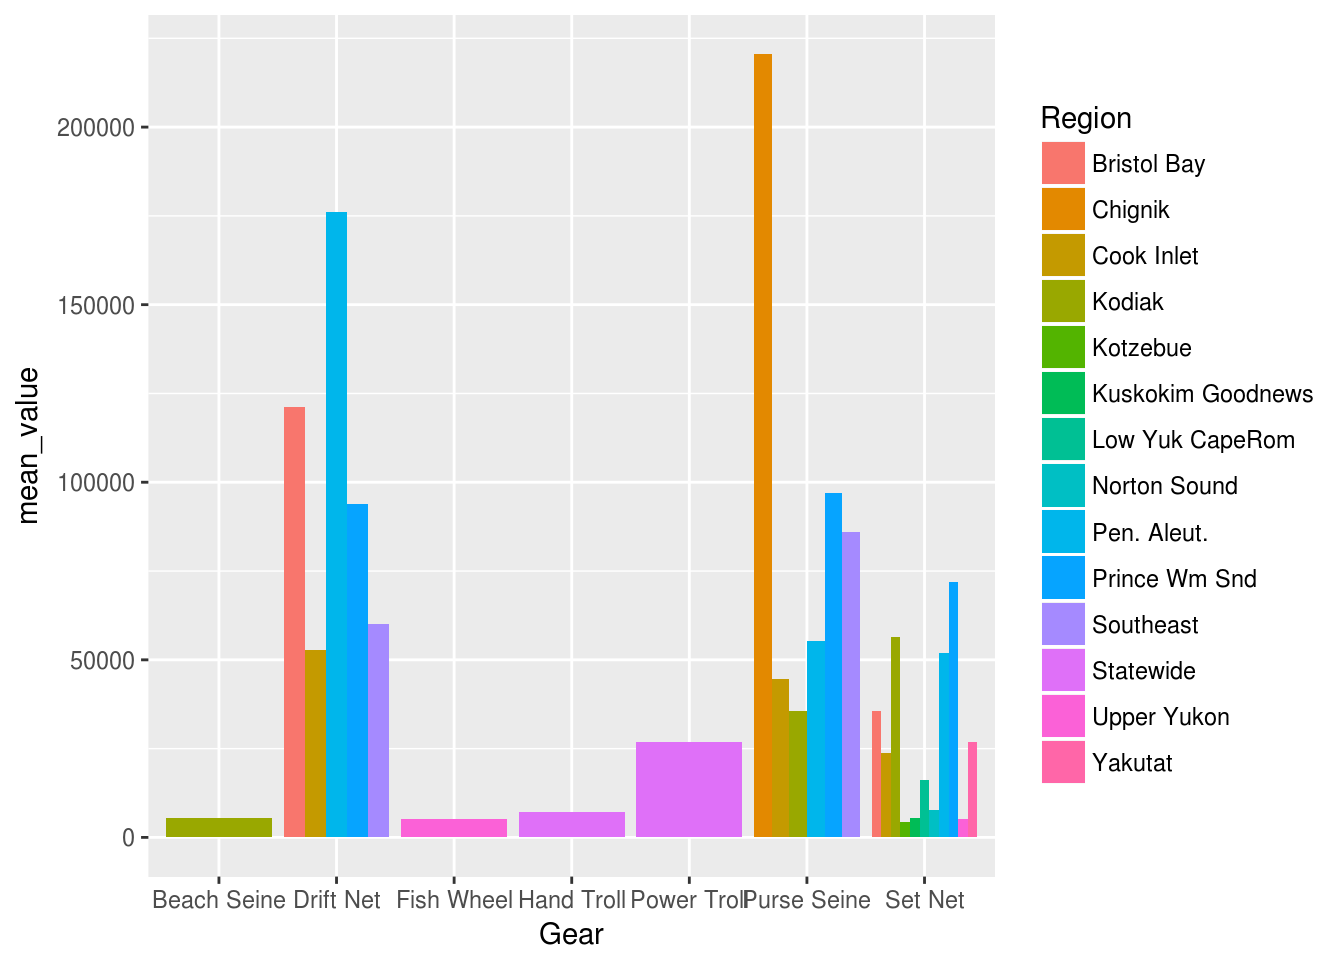 200000
150000
100000
50000
0
mean_value
Beach Seine
Drift Net
Fish Wheel
Hand Troll
Power Troll
Purse Seine
Set Net
Gear
Region
Bristol Bay
Chignik
Cook Inlet
Kodiak
Kotzebue
Kuskokim Goodnews
Low Yuk CapeRom
Norton Sound
Pen. Aleut.
Prince Wm Snd
Southeast
Statewide
Upper Yukon
Yakutat